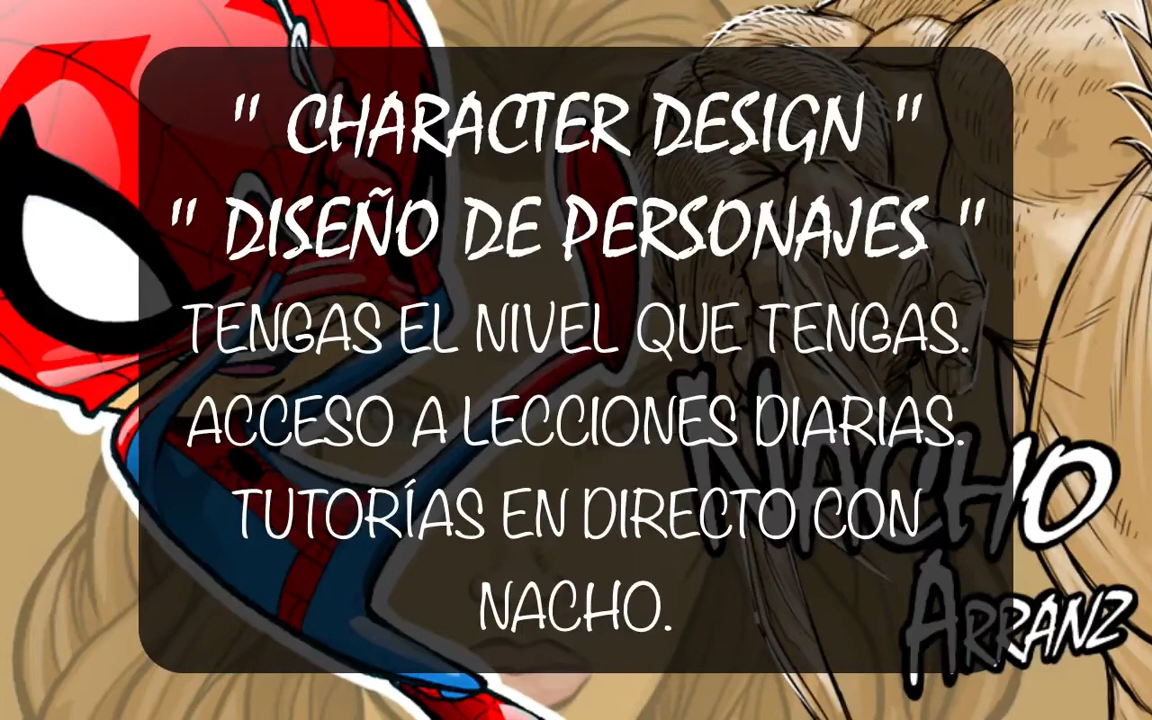 " CHARACTER DESIGN "
" DISEÑO DE PERSONAJES "
TENGAS EL NIVEL QUE TENGAS.
ACCESO A LECCIONES DIARIAS.
TUTORÍAS EN DIRECTO CON
NACHO.
NACHO
ARRANZ